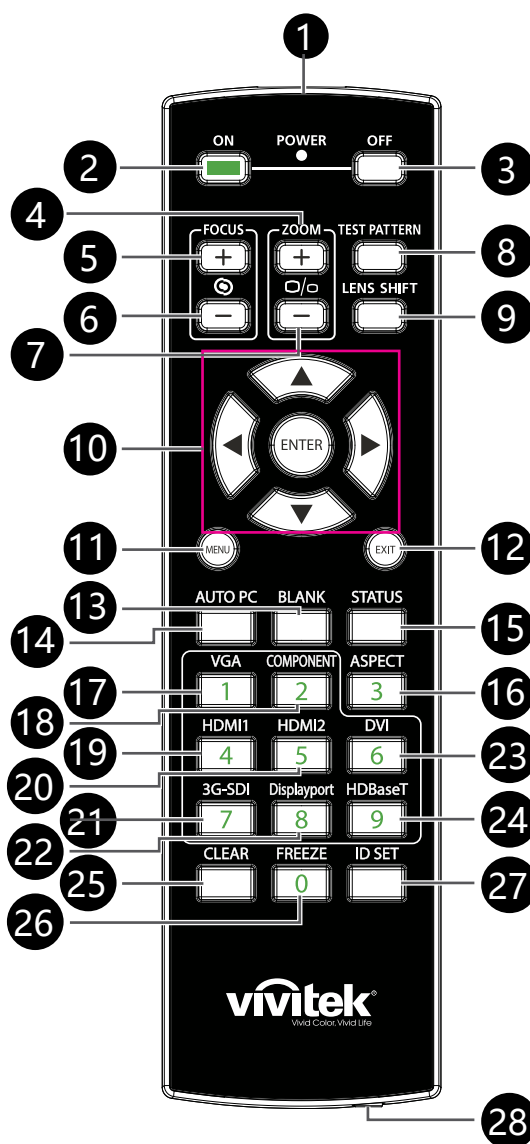 1
ON POWER OFF
2
3
4
FOCUS ZOOM TEST PATTERN
5
+ +
8
LENS SHIFT
6
− −
9
7
10
ENTER
11
MENU EXIT
12
13
AUTO PC BLANK STATUS
14
15
VGA COMPONENT ASPECT
17
1 2 3
16
18
HDMI1 HDMI2 DVI
19
4 5 6
23
20
3G-SDI Displayport HDBaseT
21
7 8 9
24
22
CLEAR FREEZE ID SET
25
0
27
26
vivitek®
Vivid Color. Vivid Life
28